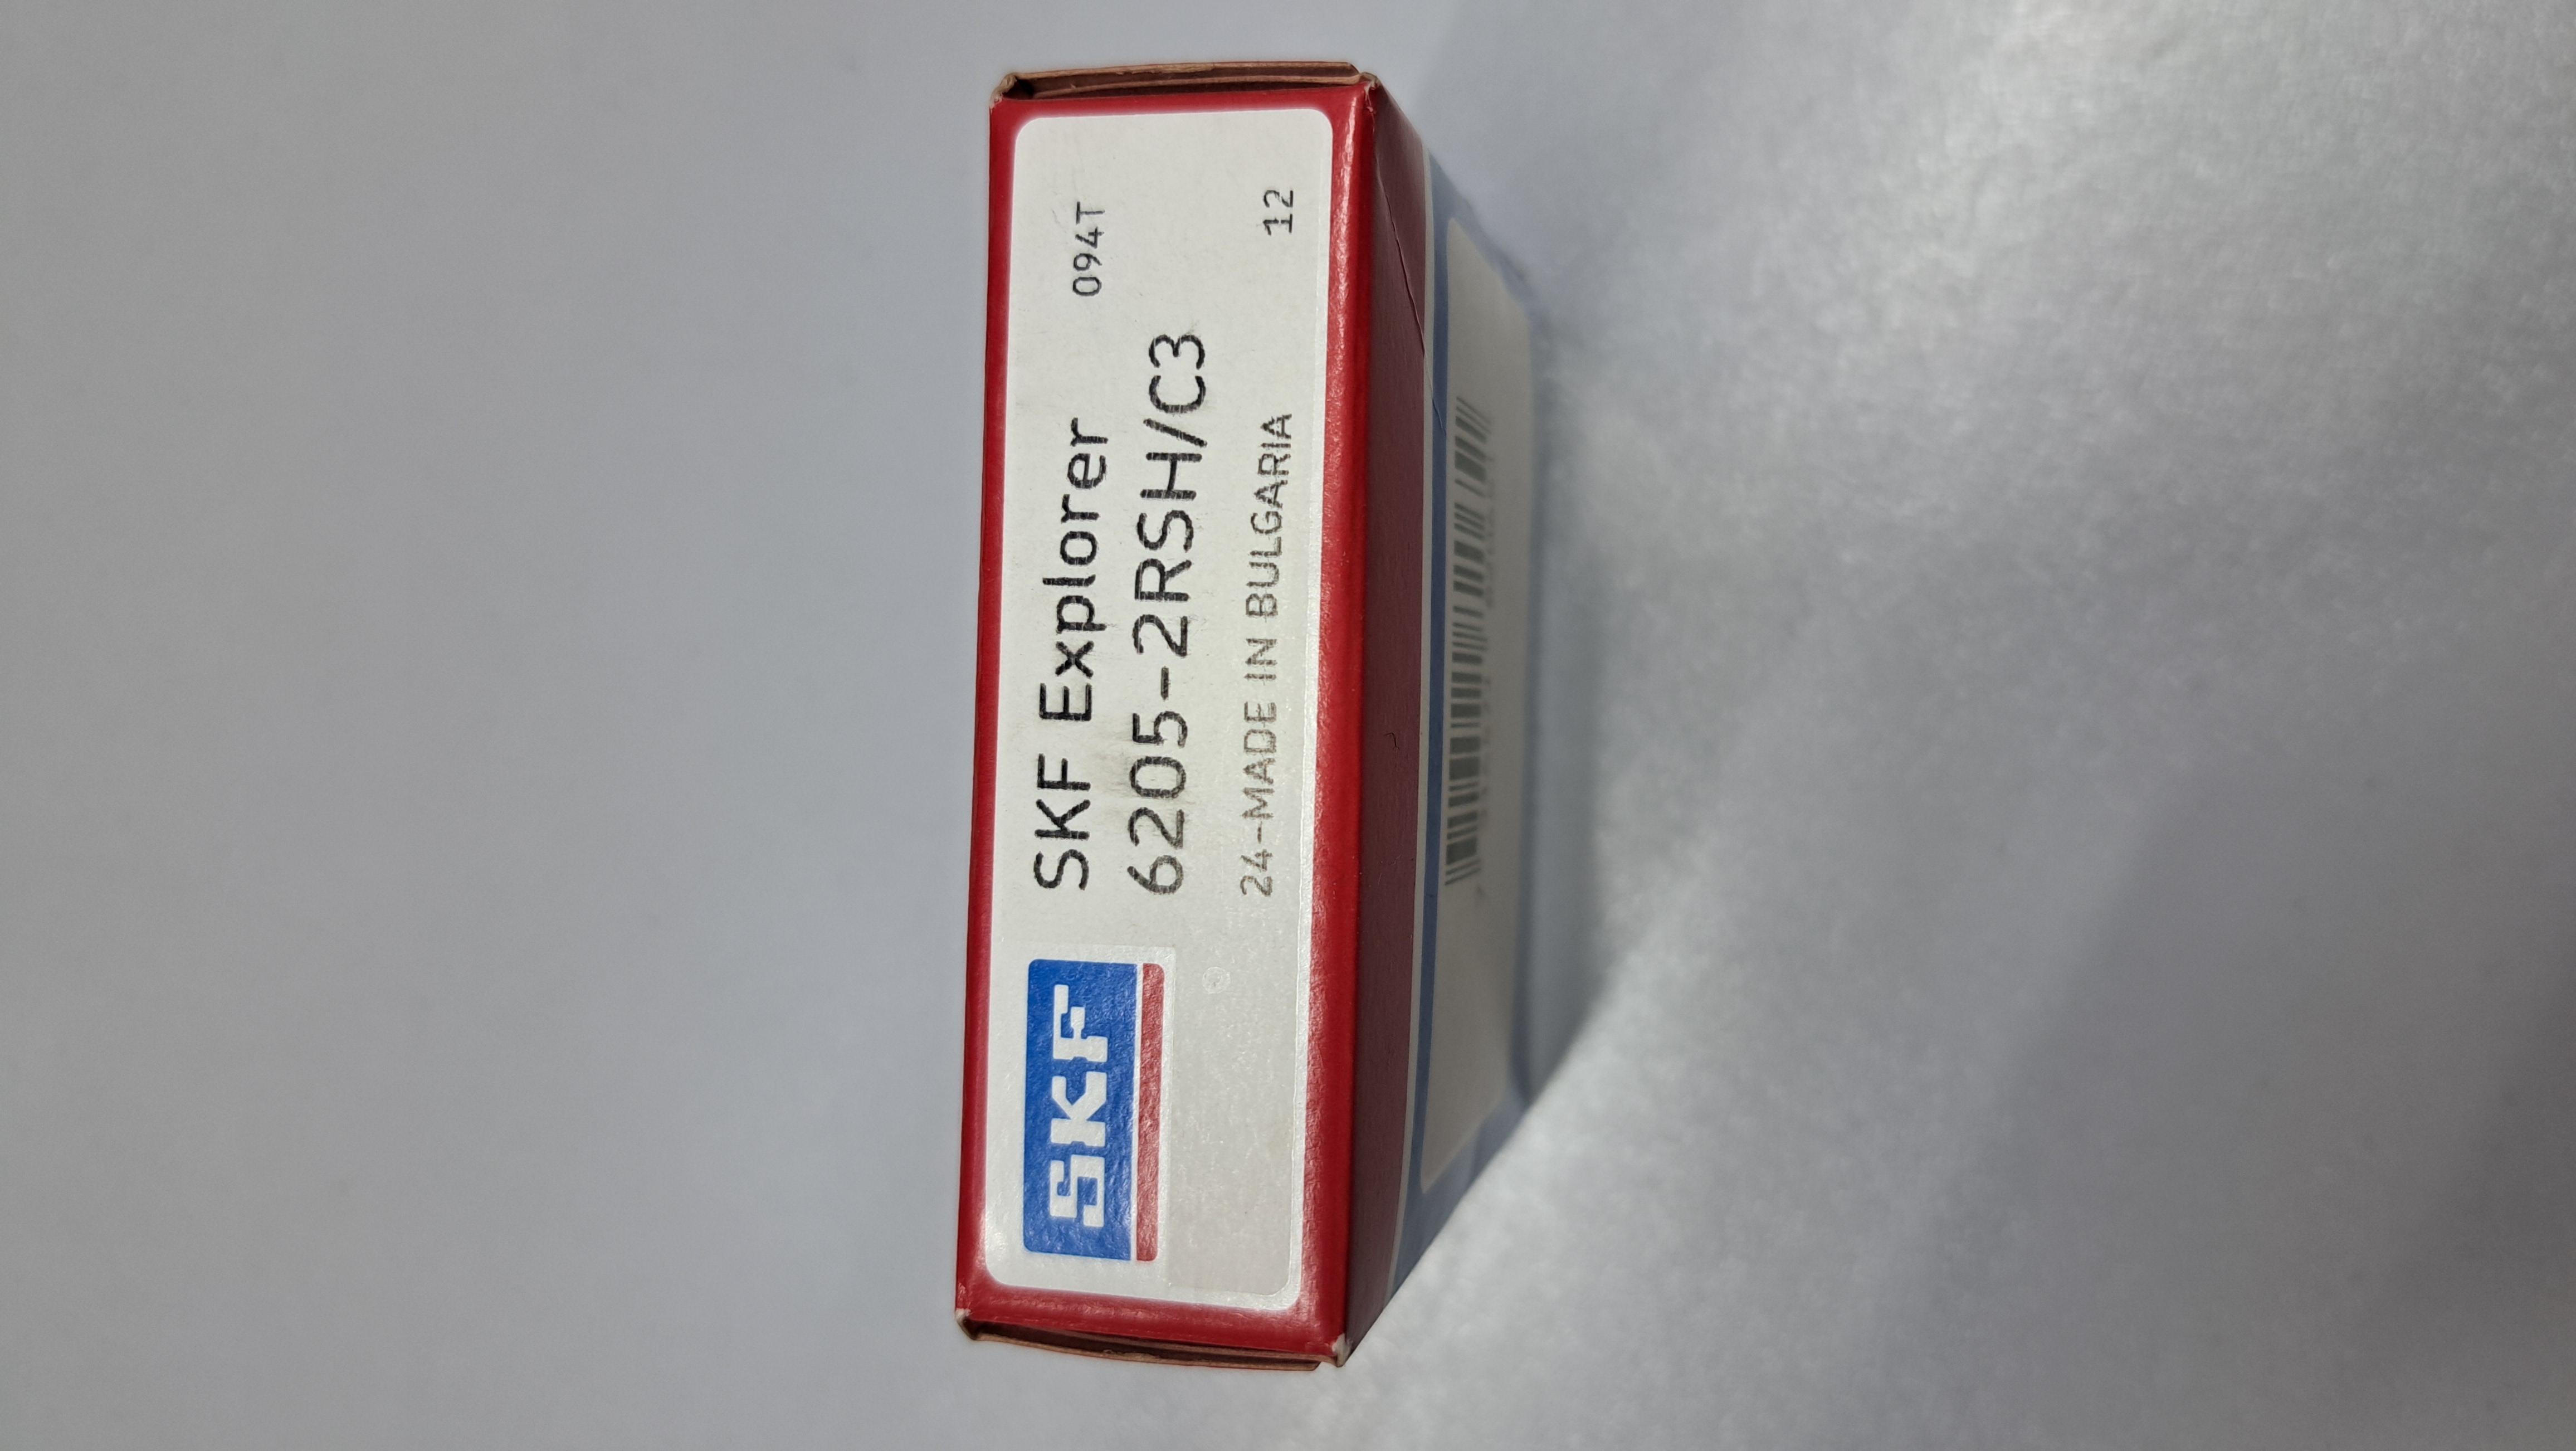 SKF
SKF Explorer 094T
6205-2RSH/C3
24-MADE IN BULGARIA 12